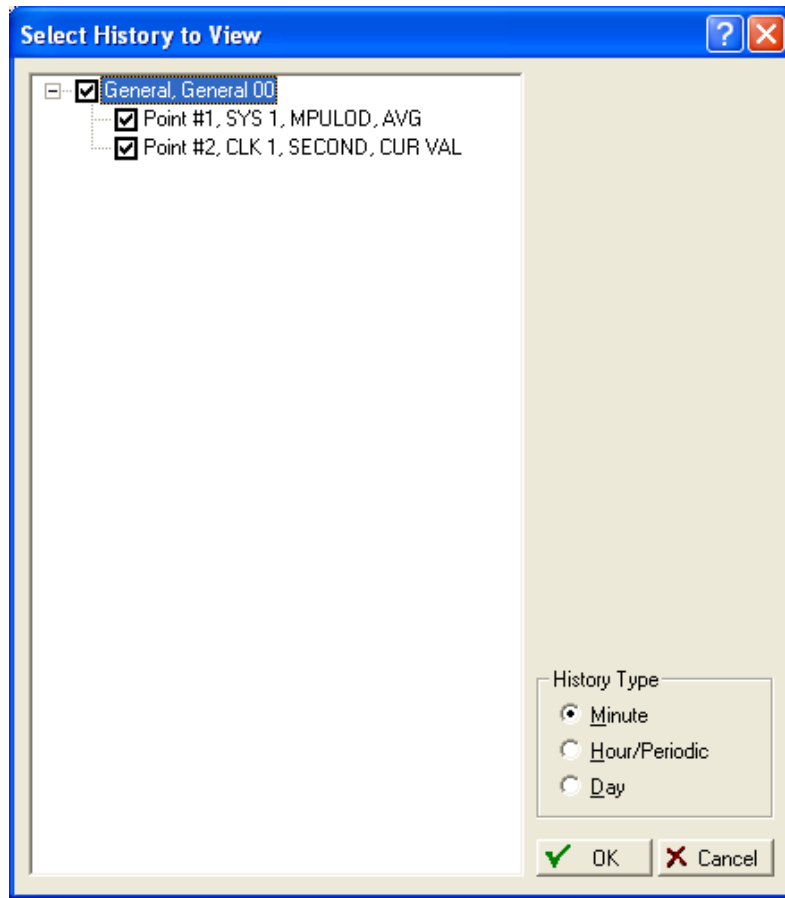 Select History to View
General, General 00
Point #1, SYS 1, MPULOD, AVG
Point #2, CLK 1, SECOND, CUR VAL
History Type
Minute
Hour/Periodic
Day
OK
Cancel